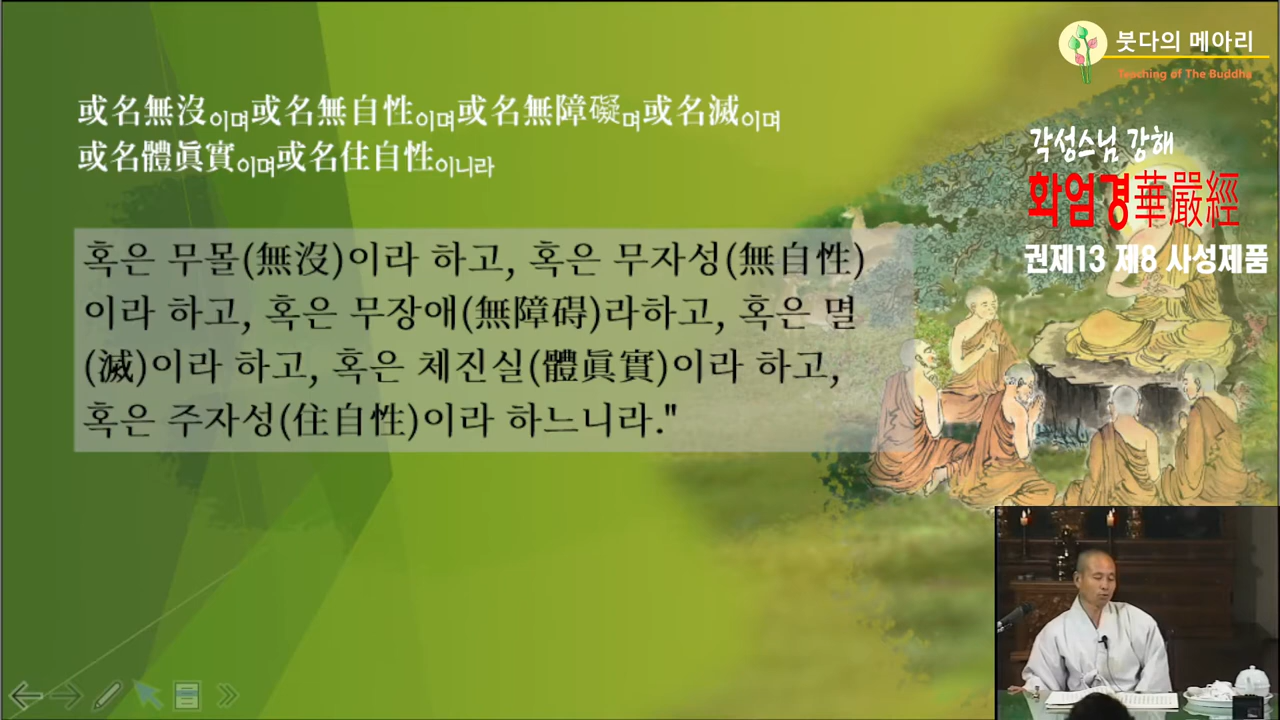 붓다의 메아리
Teaching of The Buddha
각성스님 강해
화엄경華嚴經
권제13 제8 사성제품
或名無沒이며或名無自性이며或名無障礙며或名滅이며
或名體眞實이며或名住自性이니라
혹은 무몰(無沒)이라 하고, 혹은 무자성(無自性)
이라 하고, 혹은 무장애(無障碍)라하고, 혹은 멸
(滅)이라 하고, 혹은 체진실(體眞實)이라 하고,
혹은 주자성(住自性)이라 하느니라."